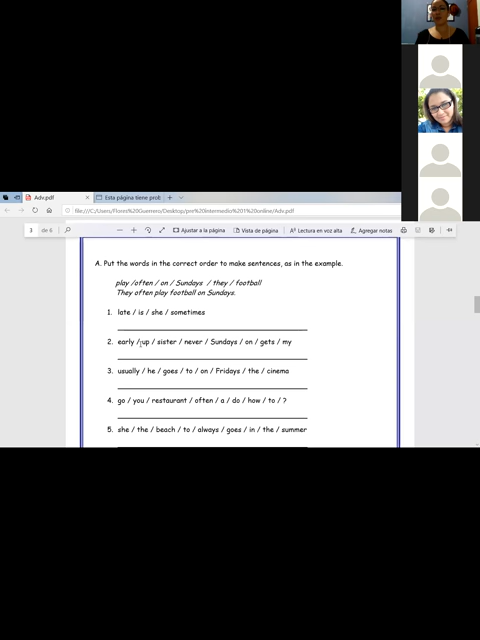 Adv.pdf
Esta página tiene prob
file:///C:/Users/Flores%20Guerrero/Desktop/pre%20intermedio%201%20online/Adv.pdf
3 de 6 Ajustar a la página Vista de página Lectura en voz alta Agregar notas
A. Put the words in the correct order to make sentences, as in the example.
play /often / on / Sundays / they / football
They often play football on Sundays.
1. late / is / she / sometimes
2. early / up / sister / never / Sundays / on / gets / my
3. usually / he / goes / to / on / Fridays / the / cinema
4. go / you / restaurant / often / a / do / how / to / ?
5. she / the / beach / to / always / goes / in / the / summer